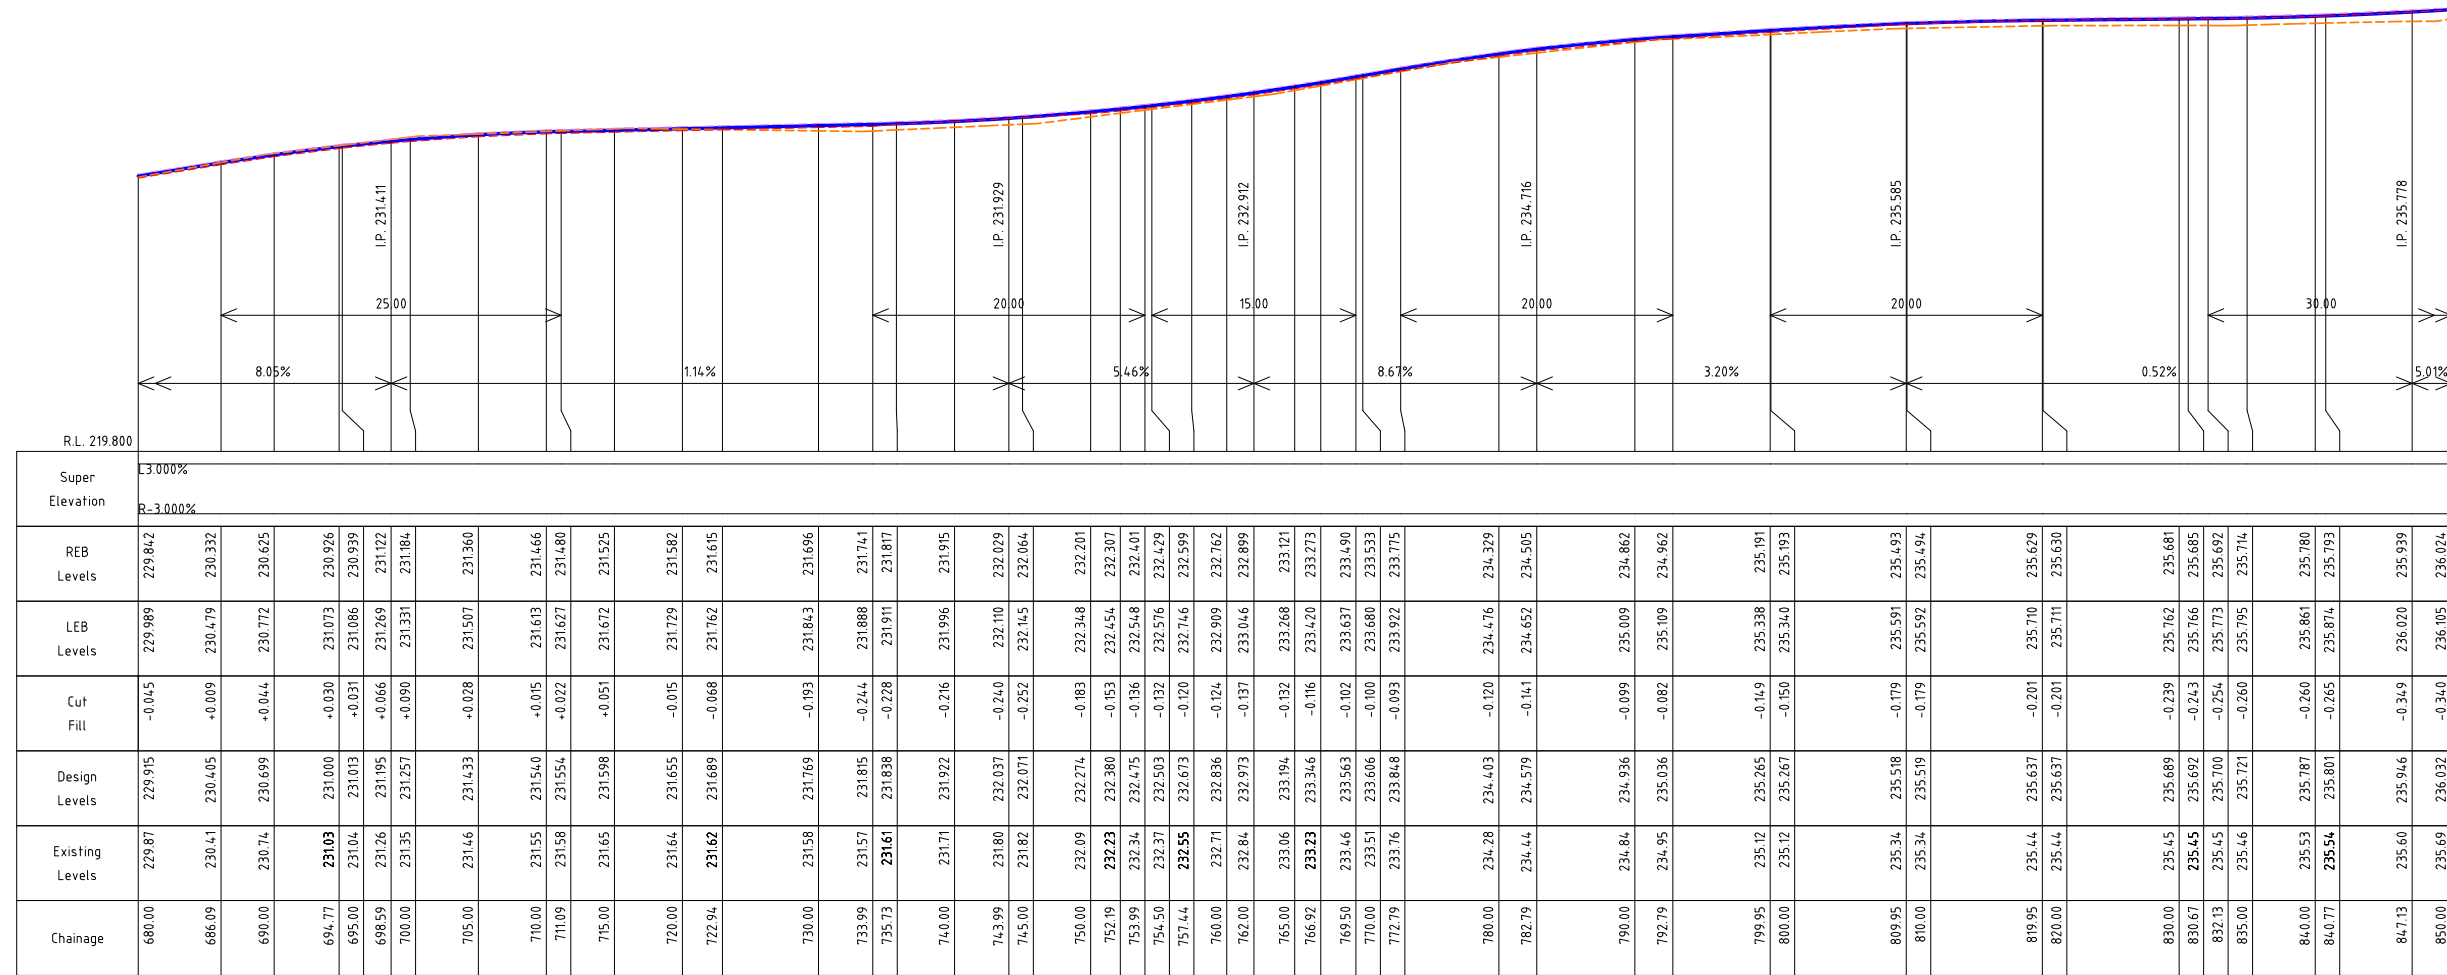 I.P. 231.411 I.P. 231.929 I.P. 232.912 I.P. 234.716 I.P. 235.585 I.P. 235.778
25.00 20.00 15.00 20.00 20.00 30.00
8.05% 1.14% 5.46% 8.67% 3.20% 0.52% 5.01%
R.L. 219.800
Super
Elevation
L3.000%
R-3.000%
REB
Levels
229.842 230.332 230.625 230.926 230.939 231.122 231.184 231.360 231.466 231.480 231.525 231.582 231.615 231.696 231.741 231.817 231.915 232.029 232.064 232.201 232.307 232.401 232.429 232.599 232.762 232.899 233.121 233.273 233.490 233.533 233.775 234.329 234.505 234.862 234.962 235.191 235.193 235.493 235.494 235.629 235.630 235.681 235.685 235.692 235.714 235.780 235.793 235.939 236.024
LEB
Levels
229.989 230.479 230.772 231.073 231.086 231.269 231.331 231.507 231.613 231.627 231.672 231.729 231.762 231.843 231.888 231.911 231.996 232.110 232.145 232.348 232.454 232.548 232.576 232.746 232.909 233.046 233.268 233.420 233.637 233.680 233.922 234.476 234.652 235.009 235.109 235.338 235.340 235.591 235.592 235.710 235.711 235.762 235.766 235.773 235.795 235.861 235.874 236.020 236.105
Cut
Fill
-0.045 +0.009 +0.044 +0.030 +0.031 +0.066 +0.090 +0.028 +0.015 +0.022 +0.051 -0.015 -0.068 -0.193 -0.244 -0.228 -0.216 -0.240 -0.252 -0.183 -0.153 -0.136 -0.132 -0.120 -0.124 -0.137 -0.132 -0.116 -0.102 -0.100 -0.093 -0.120 -0.141 -0.099 -0.082 -0.149 -0.150 -0.179 -0.179 -0.201 -0.201 -0.239 -0.243 -0.254 -0.260 -0.260 -0.265 -0.349 -0.340
Design
Levels
229.915 230.405 230.699 231.000 231.013 231.195 231.257 231.433 231.540 231.554 231.598 231.655 231.689 231.769 231.815 231.838 231.922 232.037 232.071 232.274 232.380 232.475 232.503 232.673 232.836 232.973 233.194 233.346 233.563 233.606 233.848 234.403 234.579 234.936 235.036 235.265 235.267 235.518 235.519 235.637 235.637 235.689 235.692 235.700 235.721 235.787 235.801 235.946 236.032
Existing
Levels
229.87 230.41 230.74 231.03 231.04 231.26 231.35 231.46 231.55 231.58 231.65 231.64 231.62 231.58 231.57 231.61 231.71 231.80 231.82 232.09 232.23 232.34 232.37 232.55 232.71 232.84 233.06 233.23 233.46 233.51 233.76 234.28 234.44 234.84 234.95 235.12 235.12 235.34 235.34 235.44 235.44 235.45 235.45 235.45 235.46 235.53 235.54 235.60 235.69
Chainage
680.00 686.09 690.00 694.77 695.00 698.59 700.00 705.00 710.00 711.09 715.00 720.00 722.94 730.00 733.99 735.73 740.00 743.99 745.00 750.00 752.19 753.99 754.50 757.44 760.00 762.00 765.00 766.92 769.50 770.00 772.79 780.00 782.79 790.00 792.79 799.95 800.00 809.95 810.00 819.95 820.00 830.00 830.67 832.13 835.00 840.00 840.77 847.13 850.00